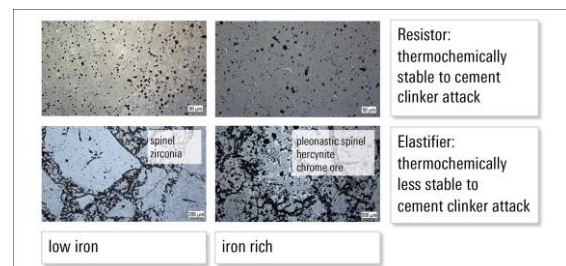 Resistor:
thermochemically
stable to cement
clinker attack
spinel
zirconia
pleonastic spinel
hercynite
chrome ore
Elastifier:
thermochemically
less stable to
cement clinker attack
low iron
iron rich